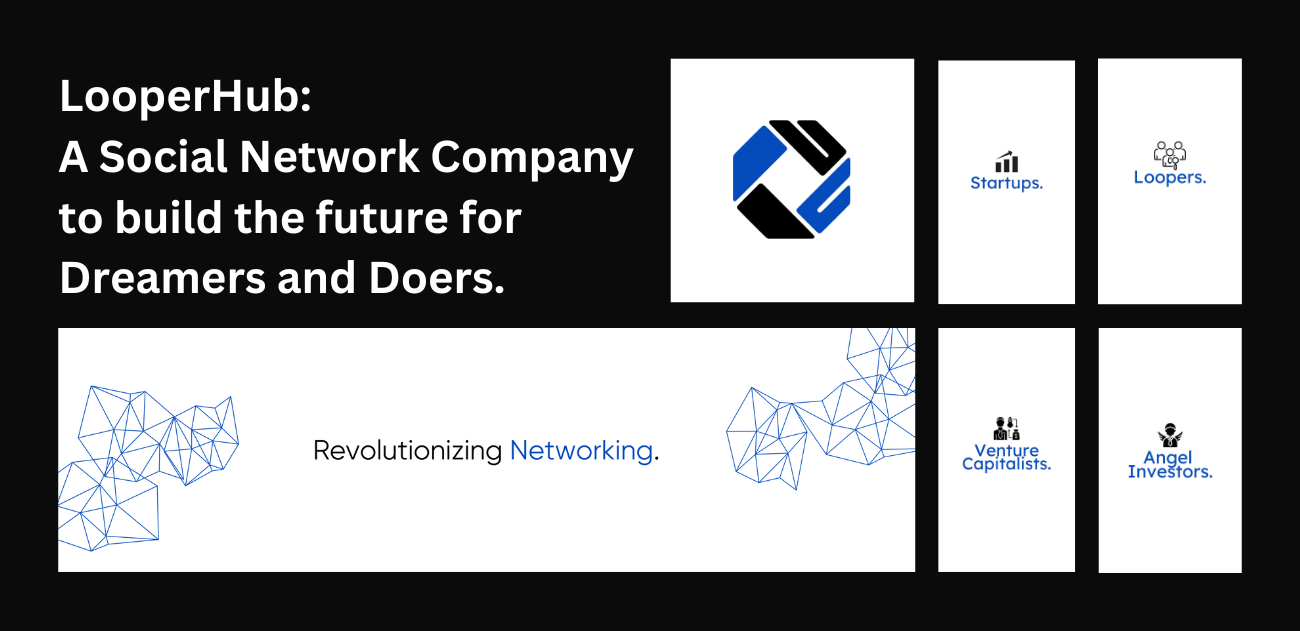 LooperHub:
A Social Network Company
to build the future for
Dreamers and Doers.
Startups.
Loopers.
Revolutionizing Networking.
Venture
Capitalists.
Angel
Investors.